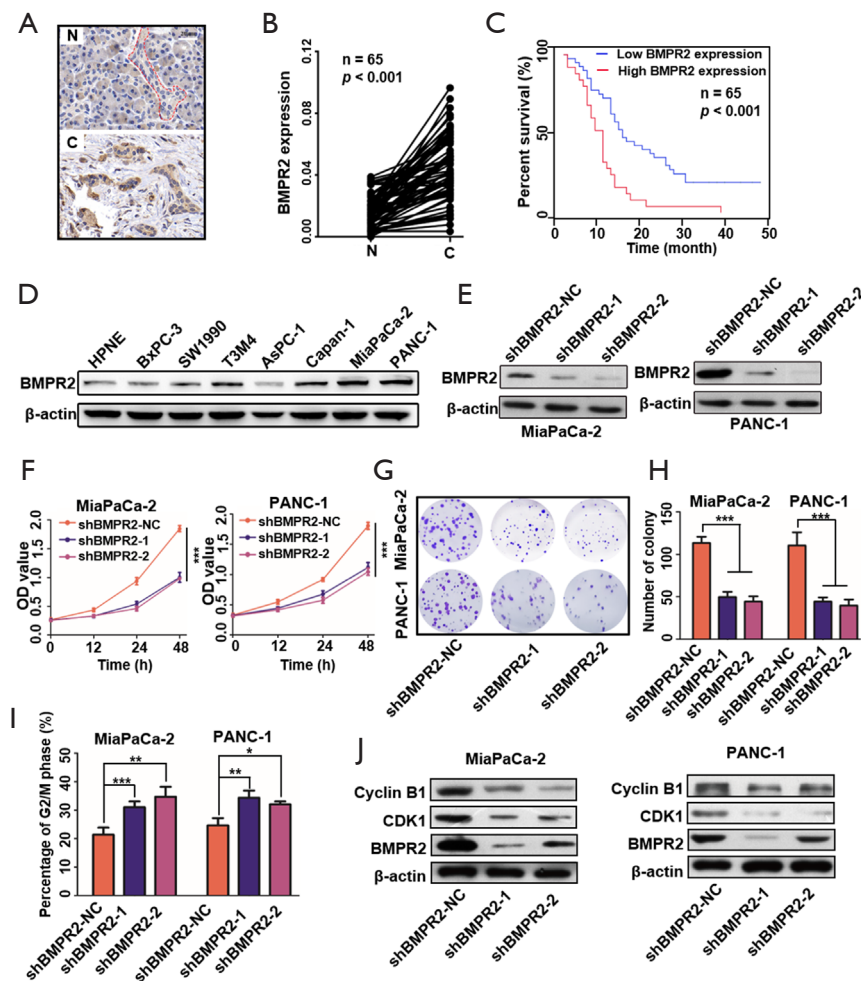 A
N
C
B
BMPR2 expression
0.12
0.08
0.04
0.00
n = 65
p < 0.001
N
C
C
Percent survival (%)
100
50
0
Low BMPR2 expression
High BMPR2 expression
n = 65
p < 0.001
0
10
20
30
40
50
Time (month)
D
HPNE
BxPC-3
SW1990
T3M4
AsPC-1
Capan-1
MiaPaCa-2
PANC-1
BMPR2
β-actin
E
shBMPR2-NC
shBMPR2-1
shBMPR2-2
BMPR2
β-actin
MiaPaCa-2
shBMPR2-NC
shBMPR2-1
shBMPR2-2
BMPR2
β-actin
PANC-1
F
MiaPaCa-2
OD value
2.0
1.5
1.0
0.5
0.0
shBMPR2-NC
shBMPR2-1
shBMPR2-2
***
0
12
24
48
Time (h)
PANC-1
OD value
2.0
1.5
1.0
0.5
0.0
shBMPR2-NC
shBMPR2-1
shBMPR2-2
***
0
12
24
48
Time (h)
G
MiaPaCa-2
PANC-1
shBMPR2-NC
shBMPR2-1
shBMPR2-2
H
Number of colony
150
100
50
0
MiaPaCa-2
***
PANC-1
***
shBMPR2-NC
shBMPR2-1
shBMPR2-2
shBMPR2-NC
shBMPR2-1
shBMPR2-2
I
Percentage of G2/M phase (%)
50
40
30
20
10
0
MiaPaCa-2
**
***
PANC-1
*
**
shBMPR2-NC
shBMPR2-1
shBMPR2-2
shBMPR2-NC
shBMPR2-1
shBMPR2-2
J
MiaPaCa-2
Cyclin B1
CDK1
BMPR2
β-actin
shBMPR2-NC
shBMPR2-1
shBMPR2-2
PANC-1
Cyclin B1
CDK1
BMPR2
β-actin
shBMPR2-NC
shBMPR2-1
shBMPR2-2